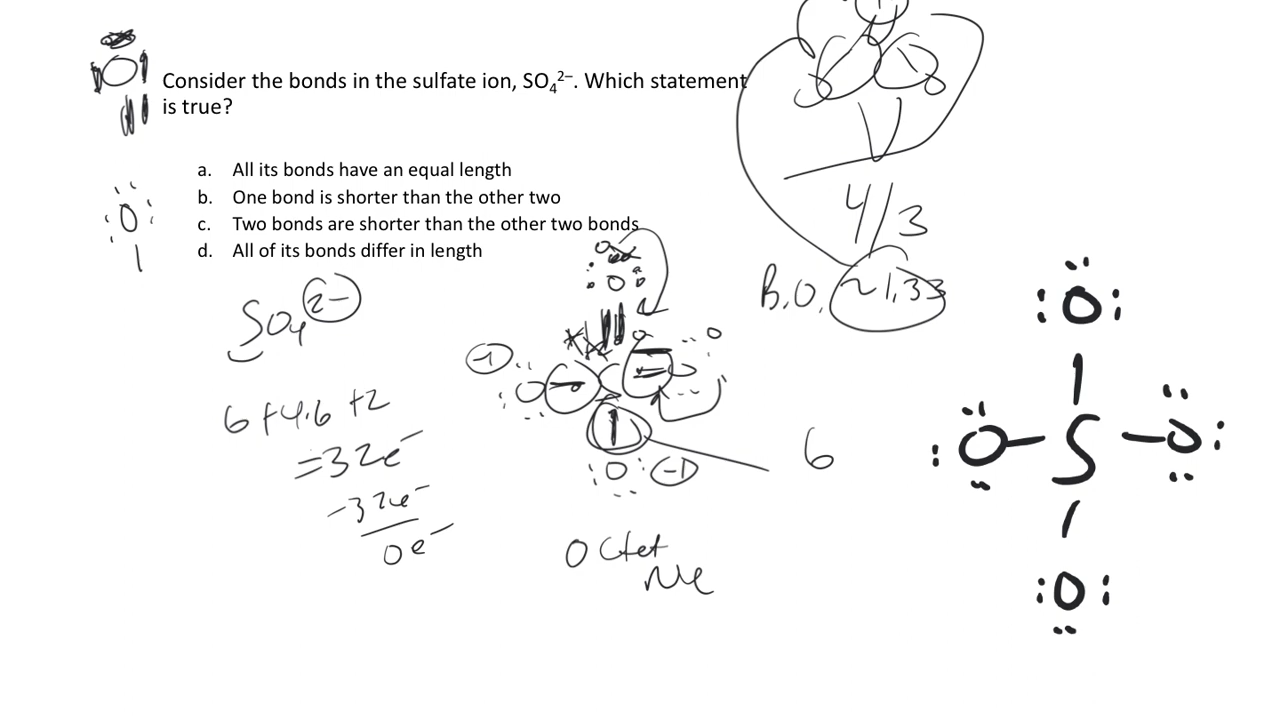 Consider the bonds in the sulfate ion, SO₄²⁻. Which statement
is true?
a. All its bonds have an equal length
b. One bond is shorter than the other two
c. Two bonds are shorter than the other two bonds
d. All of its bonds differ in length
4/3
B.O. ~1,33
SO4 2-
6+4.6+2
=32e-
-32e-
0e-
-1
O
O
S
O
O
-1
6
Octet
O
O-S-O
O